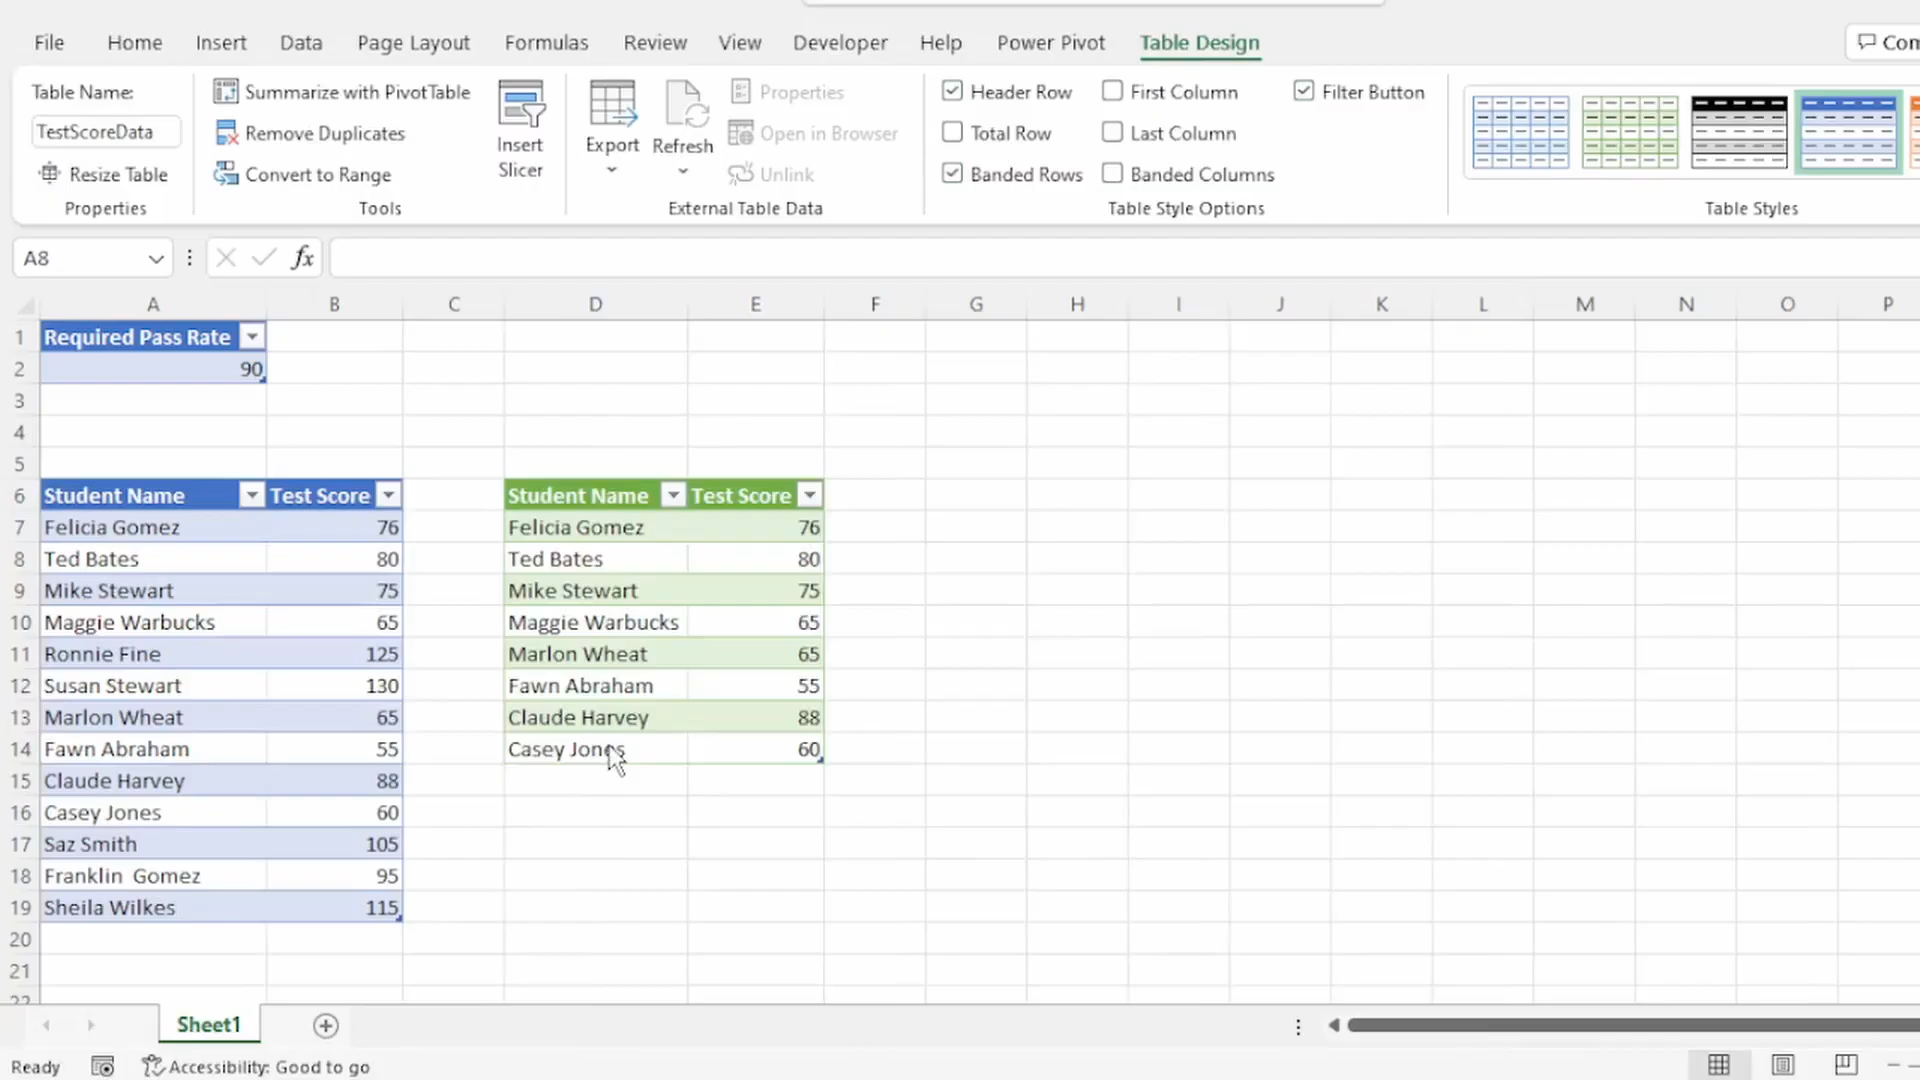 File Home Insert Data Page Layout Formulas Review View Developer Help Power Pivot Table Design
Table Name:
TestScoreData
Resize Table
Properties
Summarize with PivotTable
Remove Duplicates
Convert to Range
Tools
Insert
Slicer
Export
Refresh
Properties
Open in Browser
Unlink
External Table Data
Header Row First Column Filter Button
Total Row Last Column
Banded Rows Banded Columns
Table Style Options
Table Styles
A8 fx
A B C D E F G H I J K L M N O P
1 Required Pass Rate
2 90
3
4
5
6 Student Name Test Score Student Name Test Score
7 Felicia Gomez 76 Felicia Gomez 76
8 Ted Bates 80 Ted Bates 80
9 Mike Stewart 75 Mike Stewart 75
10 Maggie Warbucks 65 Maggie Warbucks 65
11 Ronnie Fine 125 Marlon Wheat 65
12 Susan Stewart 130 Fawn Abraham 55
13 Marlon Wheat 65 Claude Harvey 88
14 Fawn Abraham 55 Casey Jones 60
15 Claude Harvey 88
16 Casey Jones 60
17 Saz Smith 105
18 Franklin  Gomez 95
19 Sheila Wilkes 115
20
21
Sheet1
Ready Accessibility: Good to go